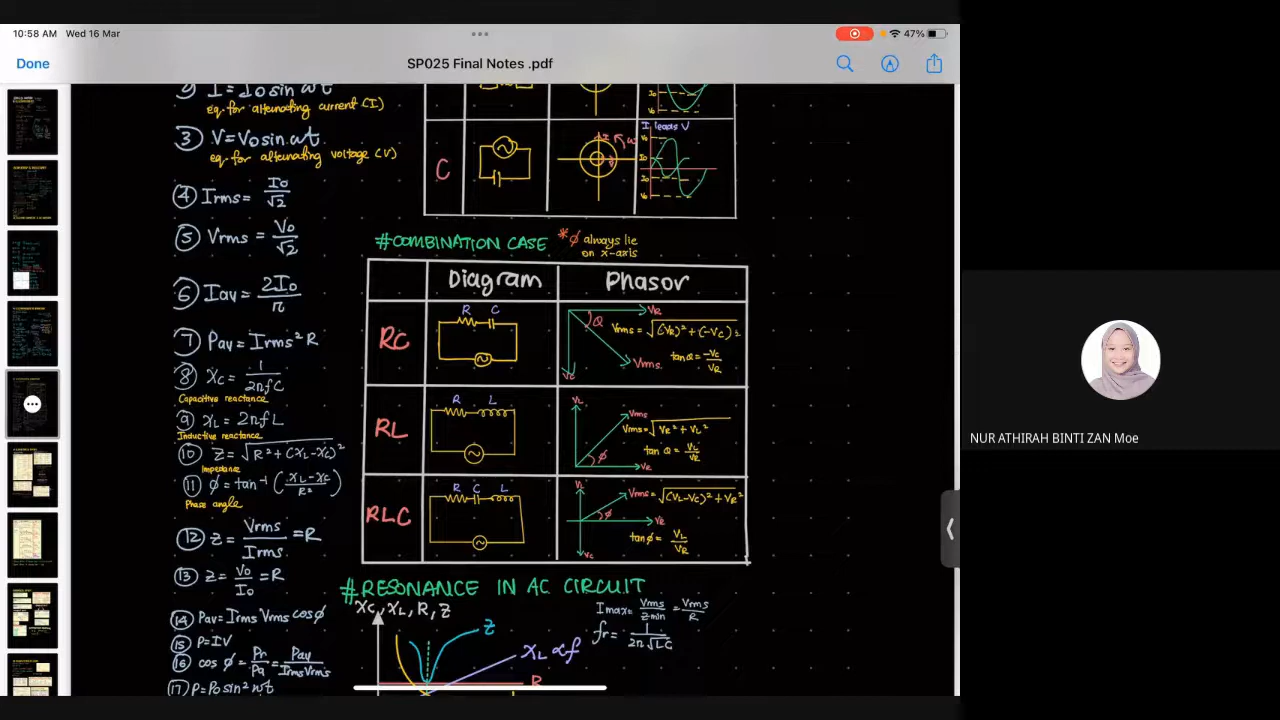 10:58 AM Wed 16 Mar
47%
Done
SP025 Final Notes .pdf
I = Io sin ωt
eq. for alternating current (I)
③ V = Vo sin ωt
eq. for alternating voltage (V)
④ Irms = Io/√2
⑤ Vrms = Vo/√2
⑥ Iav = 2Io/π
⑦ Pav = Irms² R
⑧ Xc = 1/2πfC
Capacitive reactance
⑨ XL = 2πfL
Inductive reactance
⑩ Z = √R² + (XL-Xc)²
Impedance
⑪ φ = tan⁻¹ (XL-Xc/R²)
Phase angle
⑫ Z = Vrms/Irms = R
⑬ Z = Vo/Io = R
⑭ Pav = Irms Vrms cos φ
⑮ P = IV
⑯ cos φ = Pr/Pa = Pav/Irms Vrms
⑰ P = Po sin² ωt
C
I leads V
Vo
Io
Io
Vo
#COMBINATION CASE
*φ always lie
on x-axis
Diagram Phasor
RC
R C
VR
θ
Vrms = √(VR)² + (-Vc)²
tan θ = -Vc/VR
Vrms
Vc
RL
R L
VL
Vrms
Vrms = √VR² + VL²
tan θ = VL/VR
φ
VR
RLC
R C L
VL
Vrms = √(VL-Vc)² + VR²
φ
VR
tan φ = VL/VR
Vc
#RESONANCE IN AC CIRCUIT
Xc, XL, R, Z
Z
XL ∝ f
R
Imax = Vrms/Zmin = Vrms/R
fr = 1/2π√LC
NUR ATHIRAH BINTI ZAN Moe